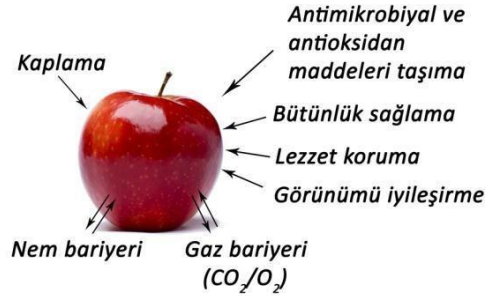 Antimikrobiyal ve
antioksidan
maddeleri taşıma
Kaplama
Bütünlük sağlama
Lezzet koruma
Görünümü iyileşirme
Nem bariyeri
Gaz bariyeri
(CO₂/O₂)